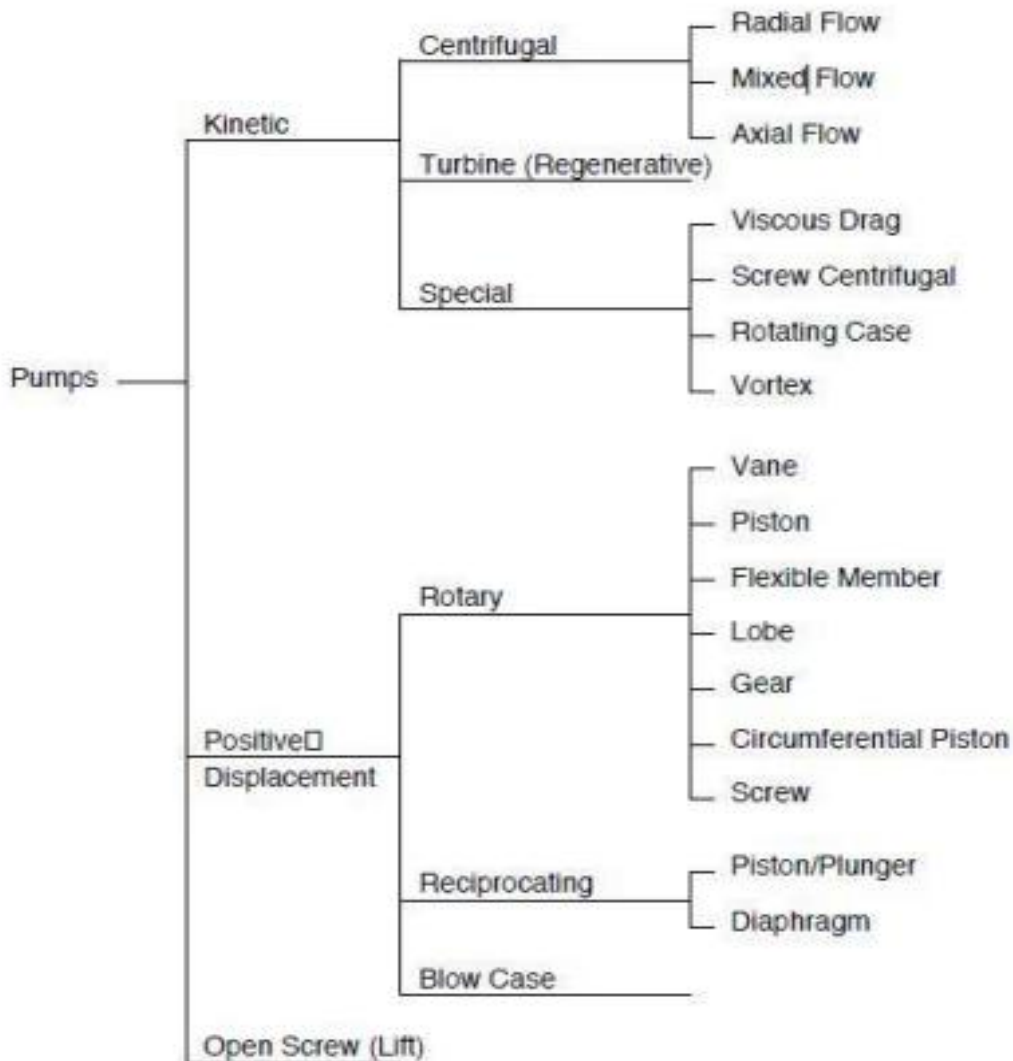 Centrifugal
Radial Flow
Mixed Flow
Axial Flow
Kinetic
Turbine (Regenerative)
Special
Viscous Drag
Screw Centrifugal
Rotating Case
Vortex
Pumps
Rotary
Vane
Piston
Flexible Member
Lobe
Gear
Circumferential Piston
Screw
Positive□
Displacement
Reciprocating
Piston/Plunger
Diaphragm
Blow Case
Open Screw (Lift)